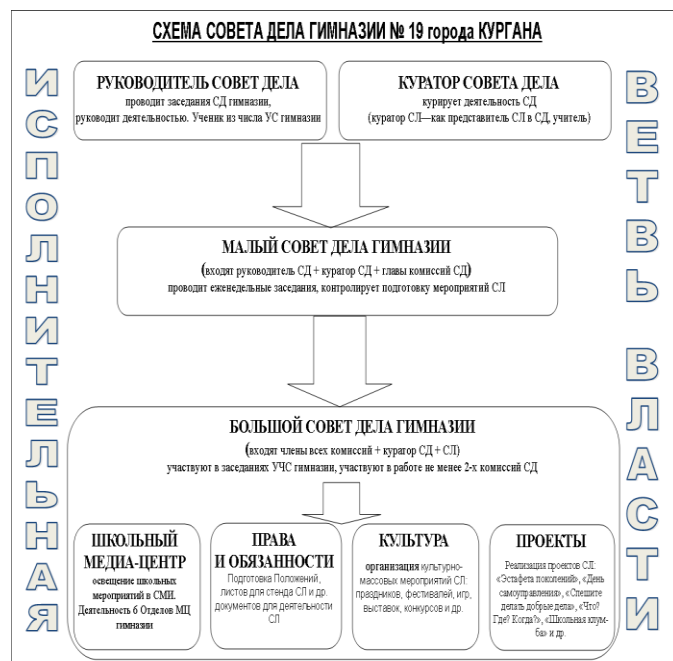 СХЕМА СОВЕТА ДЕЛА ГИМНАЗИИ № 19 города КУРГАНА
ИСПОЛНИТЕЛЬНАЯ
РУКОВОДИТЕЛЬ СОВЕТ ДЕЛА
проводит заседания СД гимназии,
руководит деятельностью. Ученик из числа УС гимназии
КУРАТОР СОВЕТА ДЕЛА
курирует деятельность СД
(куратор СЛ—как представитель СЛ в СД, учитель)
ВЕТВЬ ВЛАСТИ
МАЛЫЙ СОВЕТ ДЕЛА ГИМНАЗИИ
(входят руководитель СД + куратор СД + главы комиссий СД)
проводит еженедельные заседания, контролирует подготовку мероприятий СЛ
БОЛЬШОЙ СОВЕТ ДЕЛА ГИМНАЗИИ
(входят члены всех комиссий + куратор СД + СЛ)
участвуют в заседаниях УЧС гимназии, участвуют в работе не менее 2-х комиссий СД
ШКОЛЬНЫЙ
МЕДИА-ЦЕНТР
освещение школьных
мероприятий в СМИ.
Деятельность 6 Отделов МЦ
гимназии
ПРАВА
И ОБЯЗАННОСТИ
Подготовка Положений,
листов для стенда СЛ и др.
документов для деятельности
СЛ
КУЛЬТУРА
организация культурно-
массовых мероприятий СЛ:
праздников, фестивалей, игр,
выставок, конкурсов и др.
ПРОЕКТЫ
Реализация проектов СЛ:
«Эстафета поколений», «День
самоуправления», «Спешите
делать добрые дела», «Что?
Где? Когда?», «Школьная клум-
ба» и др.